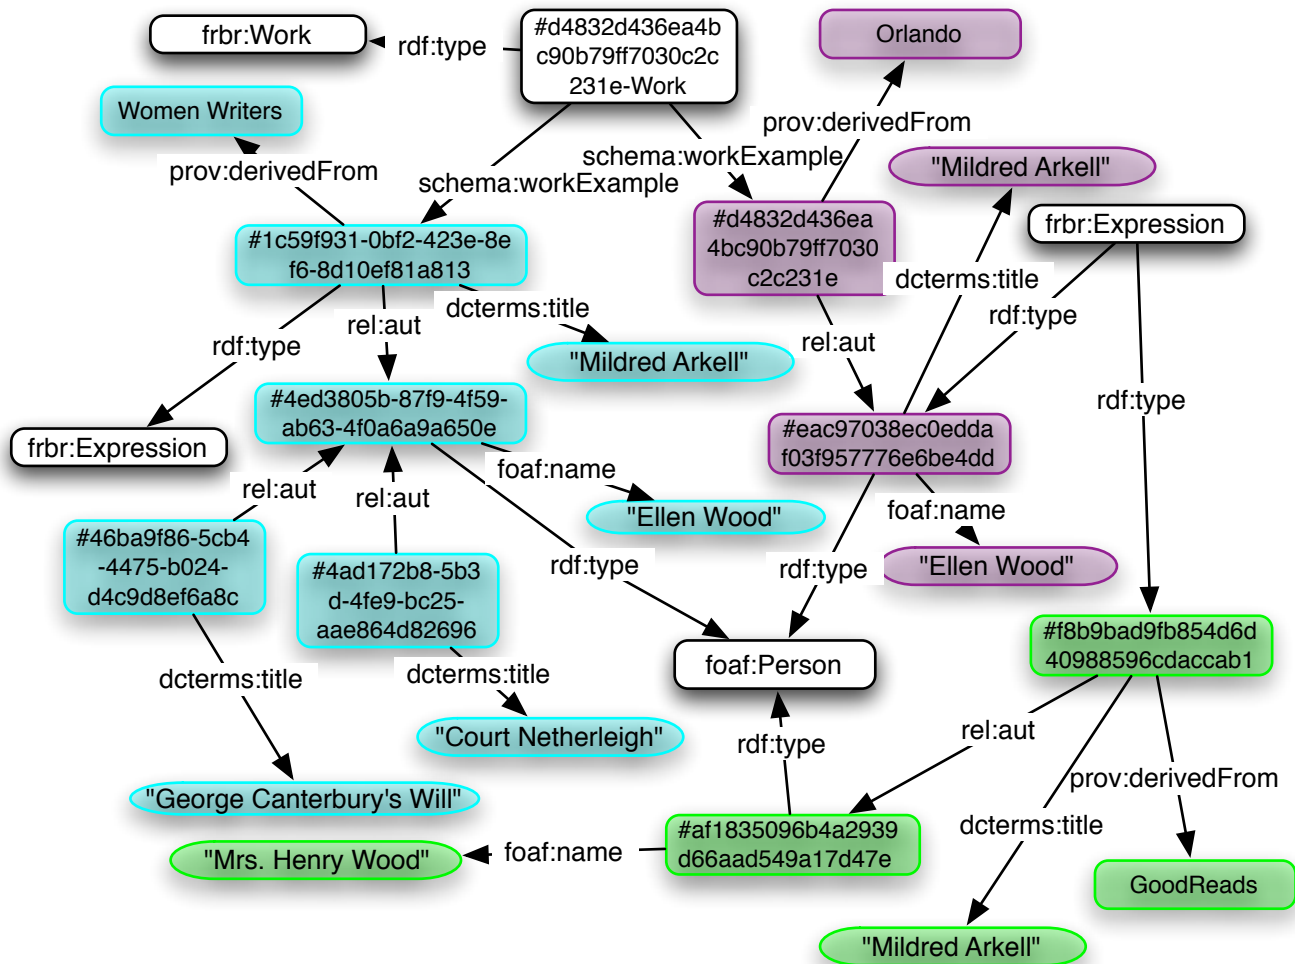 frbr:Work
rdf:type
#d4832d436ea4b
c90b79ff7030c2c
231e-Work
Orlando
Women Writers
prov:derivedFrom
prov:derivedFrom
schema:workExample
schema:workExample
"Mildred Arkell"
#1c59f931-0bf2-423e-8e
f6-8d10ef81a813
#d4832d436ea
4bc90b79ff7030
c2c231e
frbr:Expression
dcterms:title
dcterms:title
rdf:type
rel:aut
rdf:type
rel:aut
"Mildred Arkell"
rdf:type
#4ed3805b-87f9-4f59-
ab63-4f0a6a9a650e
frbr:Expression
#eac97038ec0edda
f03f957776e6be4dd
foaf:name
rel:aut
rel:aut
foaf:name
"Ellen Wood"
#46ba9f86-5cb4
-4475-b024-
d4c9d8ef6a8c
#4ad172b8-5b3
d-4fe9-bc25-
aae864d82696
rdf:type
rdf:type
"Ellen Wood"
foaf:Person
#f8b9bad9fb854d6d
40988596cdaccab1
dcterms:title
dcterms:title
"Court Netherleigh"
rdf:type
rel:aut
prov:derivedFrom
"George Canterbury's Will"
dcterms:title
"Mrs. Henry Wood"
foaf:name
#af1835096b4a2939
d66aad549a17d47e
GoodReads
"Mildred Arkell"